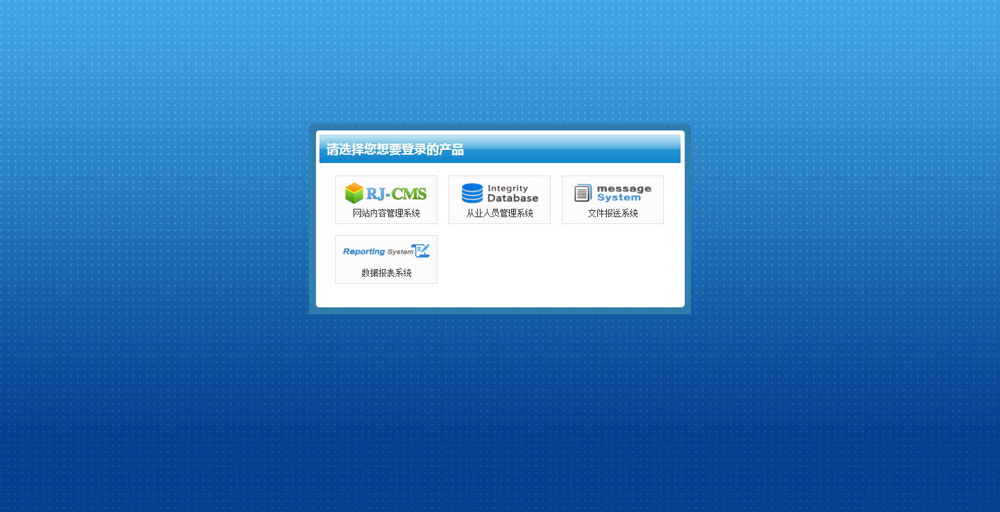 请选择您想要登录的产品
RJ-CMS
网站内容管理系统
Integrity
Database
从业人员管理系统
message
System
文件报送系统
Reporting System
数据报表系统